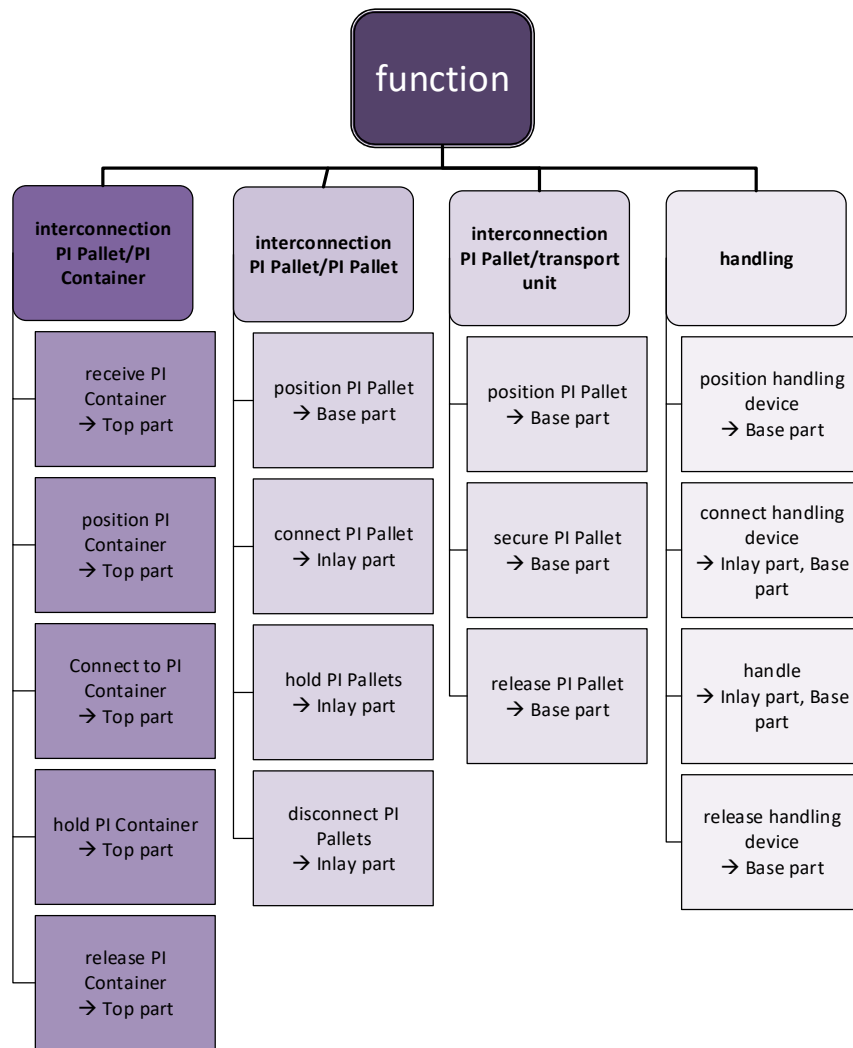 function
interconnection
PI Pallet/PI
Container
receive PI
Container
→ Top part
position PI
Container
→ Top part
Connect to PI
Container
→ Top part
hold PI Container
→ Top part
release PI
Container
→ Top part
interconnection
PI Pallet/PI Pallet
position PI Pallet
→ Base part
connect PI Pallet
→ Inlay part
hold PI Pallets
→ Inlay part
disconnect PI
Pallets
→ Inlay part
interconnection
PI Pallet/transport
unit
position PI Pallet
→ Base part
secure PI Pallet
→ Base part
release PI Pallet
→ Base part
handling
position handling
device
→ Base part
connect handling
device
→ Inlay part, Base
part
handle
→ Inlay part, Base
part
release handling
device
→ Base part